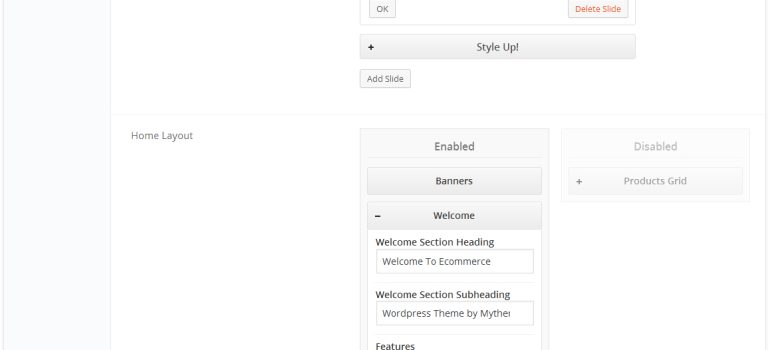 OK
Delete Slide
+
Style Up!
Add Slide
Home Layout
Enabled
Disabled
Banners
+
Products Grid
–
Welcome
Welcome Section Heading
Welcome To Ecommerce
Welcome Section Subheading
Wordpress Theme by
Features